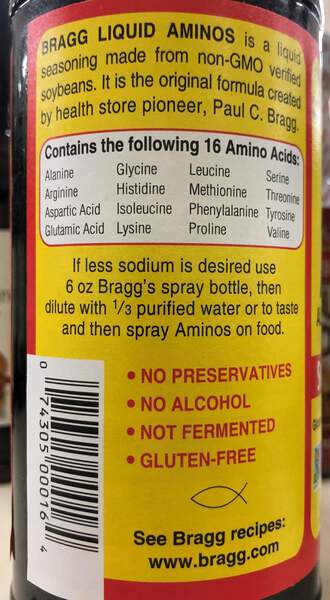 BRAGG LIQUID AMINOS is a liquid
seasoning made from non-GMO verified
soybeans. It is the original formula created
by health store pioneer, Paul C. Bragg.
Contains the following 16 Amino Acids:
Alanine Glycine Leucine Serine
Arginine Histidine Methionine Threonine
Aspartic Acid Isoleucine Phenylalanine Tyrosine
Glutamic Acid Lysine Proline Valine
If less sodium is desired use
6 oz Bragg's spray bottle, then
dilute with 1/3 purified water or to taste
and then spray Aminos on food.
• NO PRESERVATIVES
• NO ALCOHOL
• NOT FERMENTED
• GLUTEN-FREE
0 74305 00016 4
See Bragg recipes:
www.bragg.com